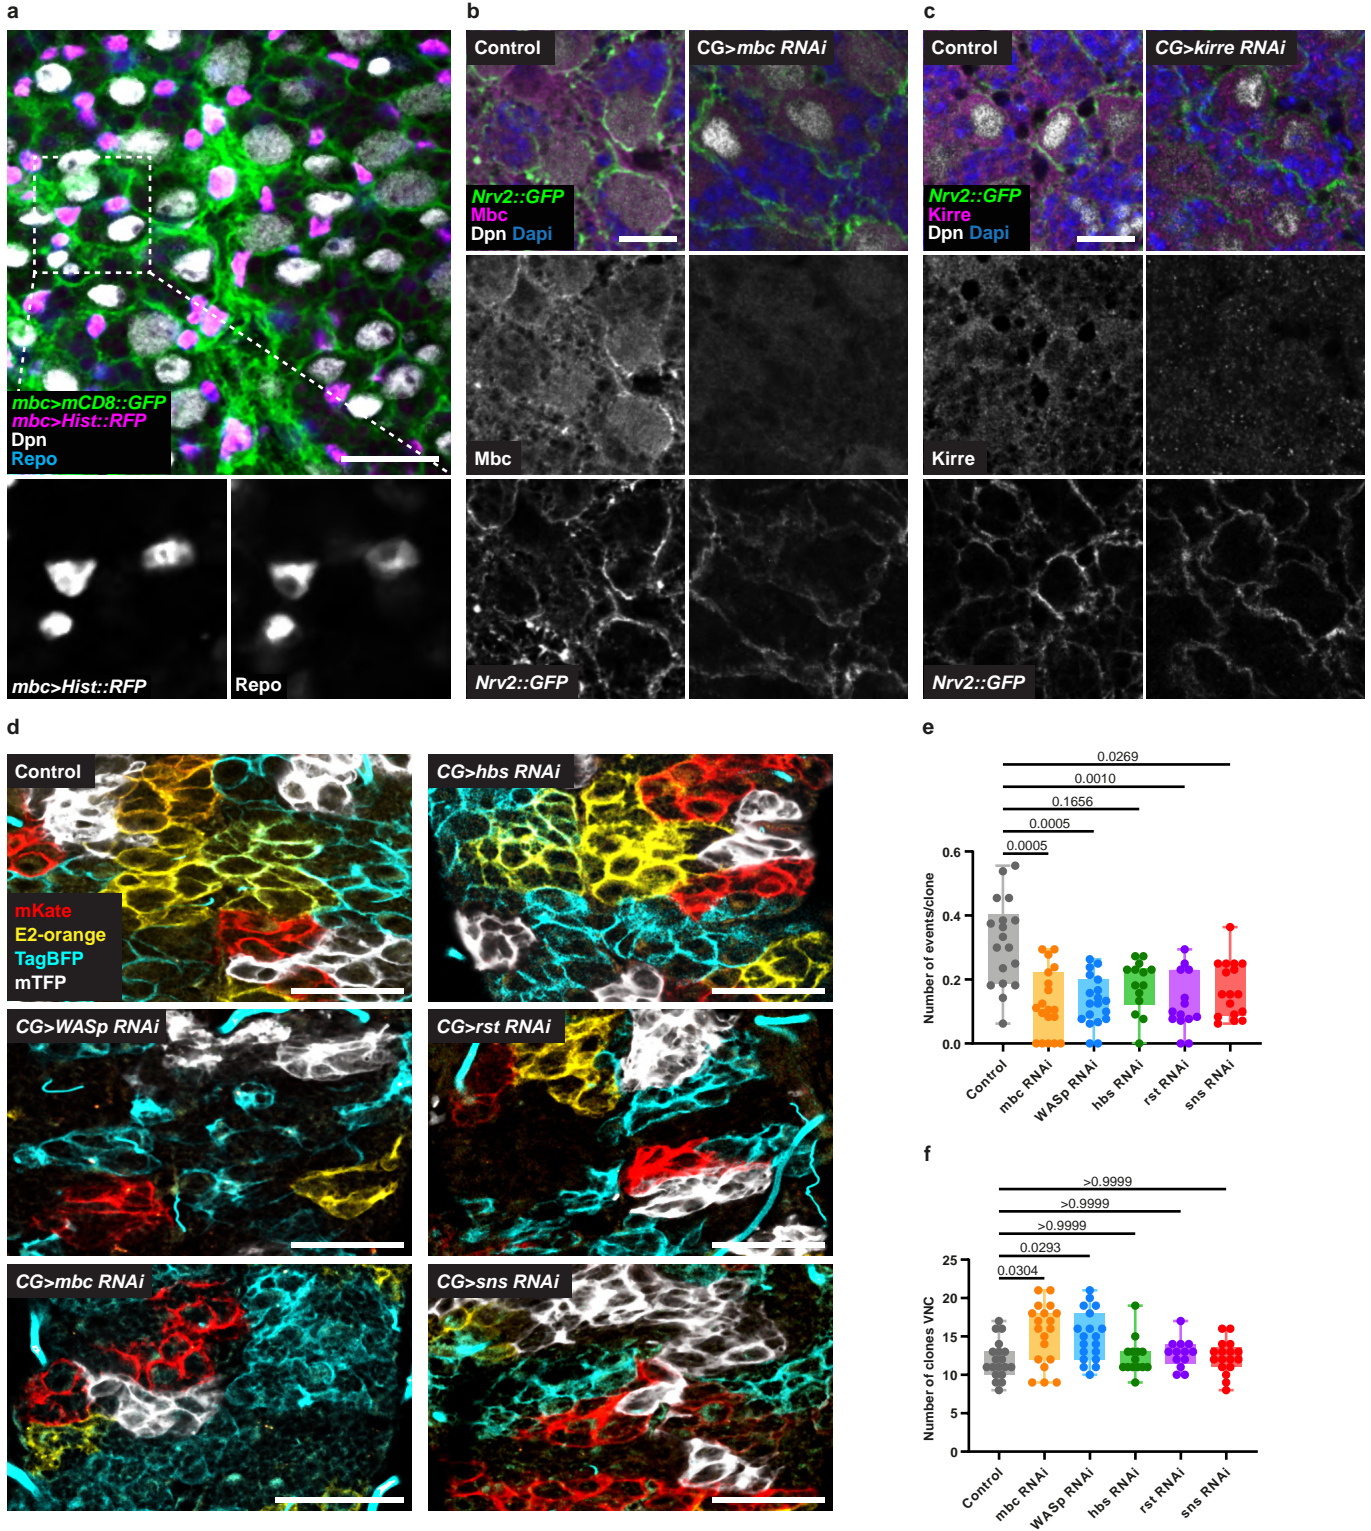 a
mbc>mCD8::GFP
mbc>Hist::RFP
Dpn
Repo
mbc>Hist::RFP
Repo
b
Control
CG>mbc RNAi
Nrv2::GFP
Mbc
Dpn Dapi
Mbc
Nrv2::GFP
c
Control
CG>kirre RNAi
Nrv2::GFP
Kirre
Dpn Dapi
Kirre
Nrv2::GFP
d
Control
mKate
E2-orange
TagBFP
mTFP
CG>hbs RNAi
CG>WASp RNAi
CG>rst RNAi
CG>mbc RNAi
CG>sns RNAi
e
0.0269
0.0010
0.1656
0.0005
0.0005
Number of events/clone
0.6
0.4
0.2
0.0
Control
mbc RNAi
WASp RNAi
hbs RNAi
rst RNAi
sns RNAi
f
>0.9999
>0.9999
>0.9999
0.0293
0.0304
Number of clones VNC
25
20
15
10
5
0
Control
mbc RNAi
WASp RNAi
hbs RNAi
rst RNAi
sns RNAi